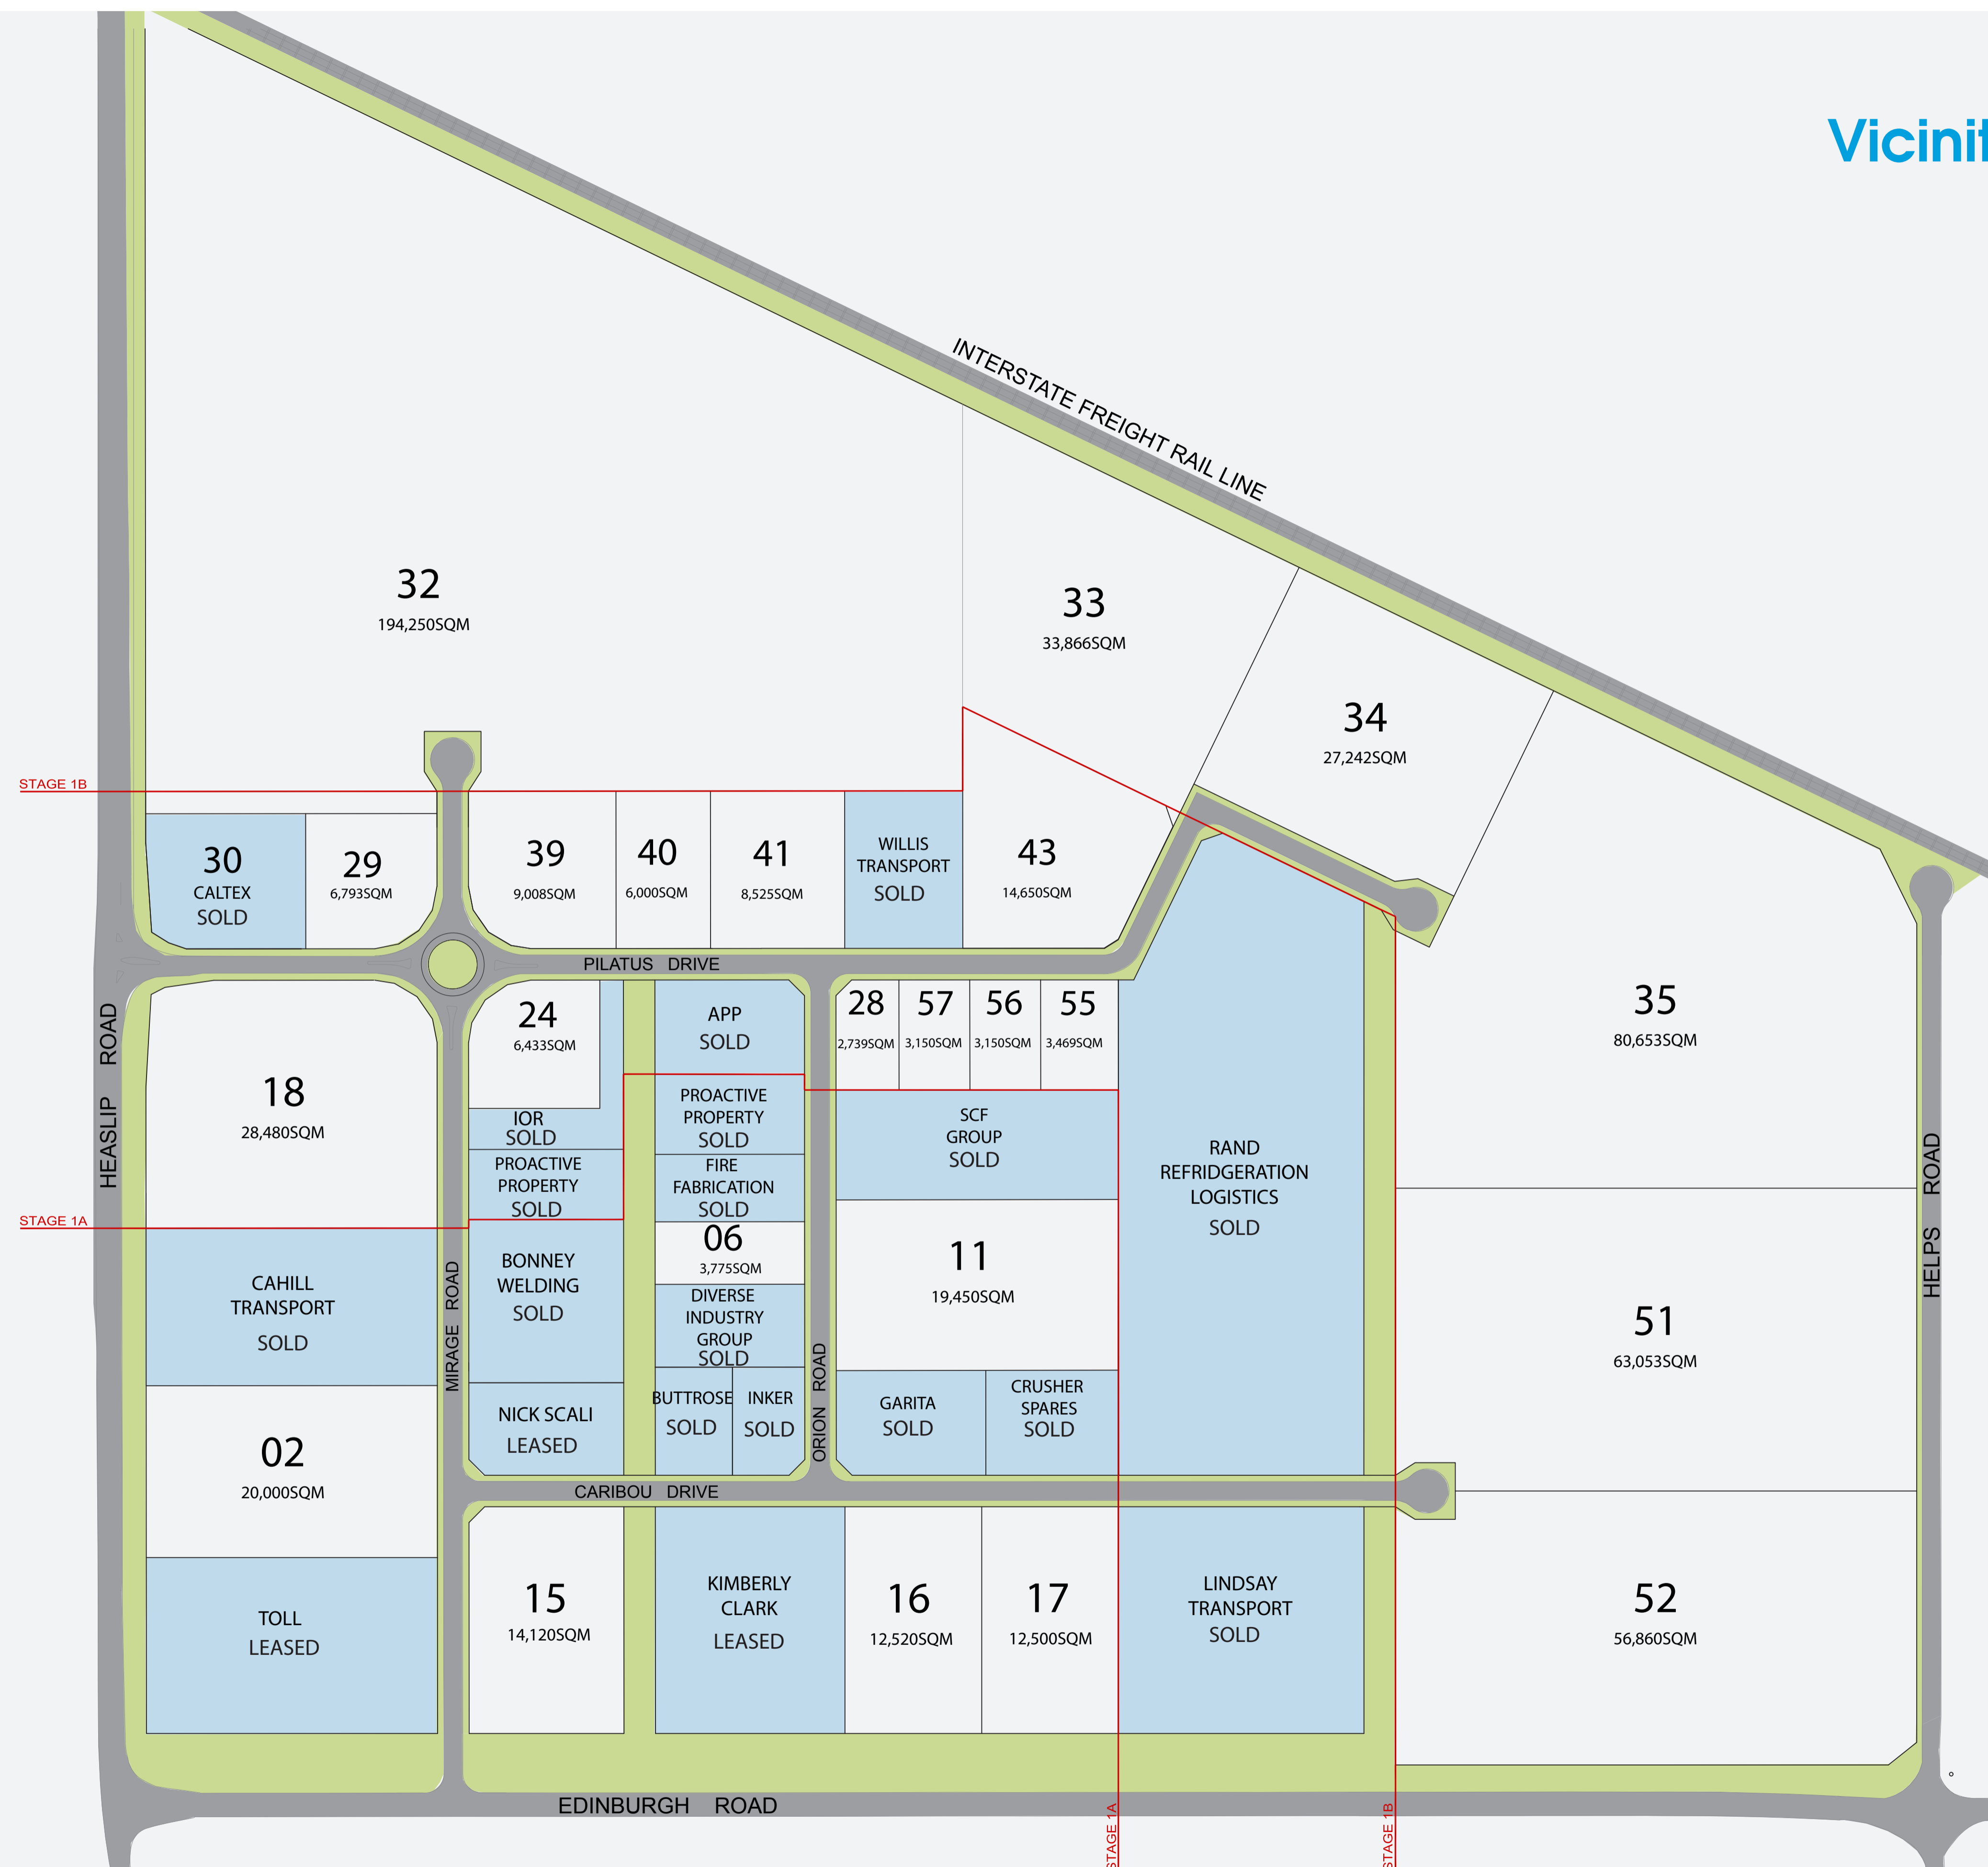 Vicinit
INTERSTATE FREIGHT RAIL LINE
32
194,250SQM
33
33,866SQM
34
27,242SQM
STAGE 1B
30
CALTEX
SOLD
29
6,793SQM
39
9,008SQM
40
6,000SQM
41
8,525SQM
WILLIS
TRANSPORT
SOLD
43
14,650SQM
PILATUS DRIVE
HEASLIP ROAD
18
28,480SQM
24
6,433SQM
IOR
SOLD
PROACTIVE
PROPERTY
SOLD
APP
SOLD
PROACTIVE
PROPERTY
SOLD
FIRE
FABRICATION
SOLD
06
3,775SQM
DIVERSE
INDUSTRY
GROUP
SOLD
BUTTROSE
SOLD
INKER
SOLD
28
2,739SQM
57
3,150SQM
56
3,150SQM
55
3,469SQM
SCF
GROUP
SOLD
11
19,450SQM
GARITA
SOLD
CRUSHER
SPARES
SOLD
RAND
REFRIDGERATION
LOGISTICS
SOLD
35
80,653SQM
51
63,053SQM
HELPS ROAD
STAGE 1A
CAHILL
TRANSPORT
SOLD
MIRAGE ROAD
BONNEY
WELDING
SOLD
NICK SCALI
LEASED
ORION ROAD
02
20,000SQM
CARIBOU DRIVE
TOLL
LEASED
15
14,120SQM
KIMBERLY
CLARK
LEASED
16
12,520SQM
17
12,500SQM
LINDSAY
TRANSPORT
SOLD
52
56,860SQM
EDINBURGH ROAD
STAGE 1A
STAGE 1B